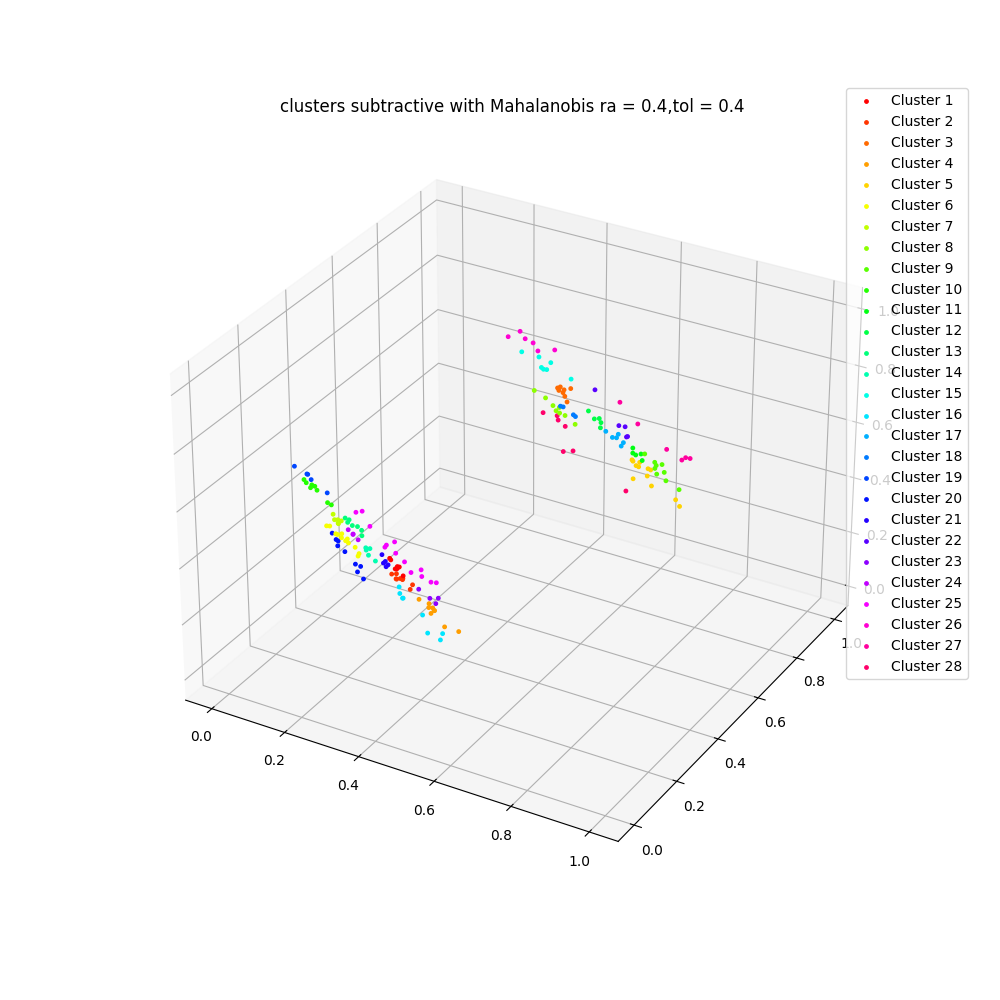 clusters subtractive with Mahalanobis ra = 0.4,tol = 0.4
Cluster 1
Cluster 2
Cluster 3
Cluster 4
Cluster 5
Cluster 6
Cluster 7
Cluster 8
Cluster 9
Cluster 10
Cluster 11
Cluster 12
Cluster 13
Cluster 14
Cluster 15
Cluster 16
Cluster 17
Cluster 18
Cluster 19
Cluster 20
Cluster 21
Cluster 22
Cluster 23
Cluster 24
Cluster 25
Cluster 26
Cluster 27
Cluster 28
1.0
0.8
0.6
0.4
0.2
0.0
1.0
0.8
0.6
0.4
0.2
0.0
0.0
0.2
0.4
0.6
0.8
1.0